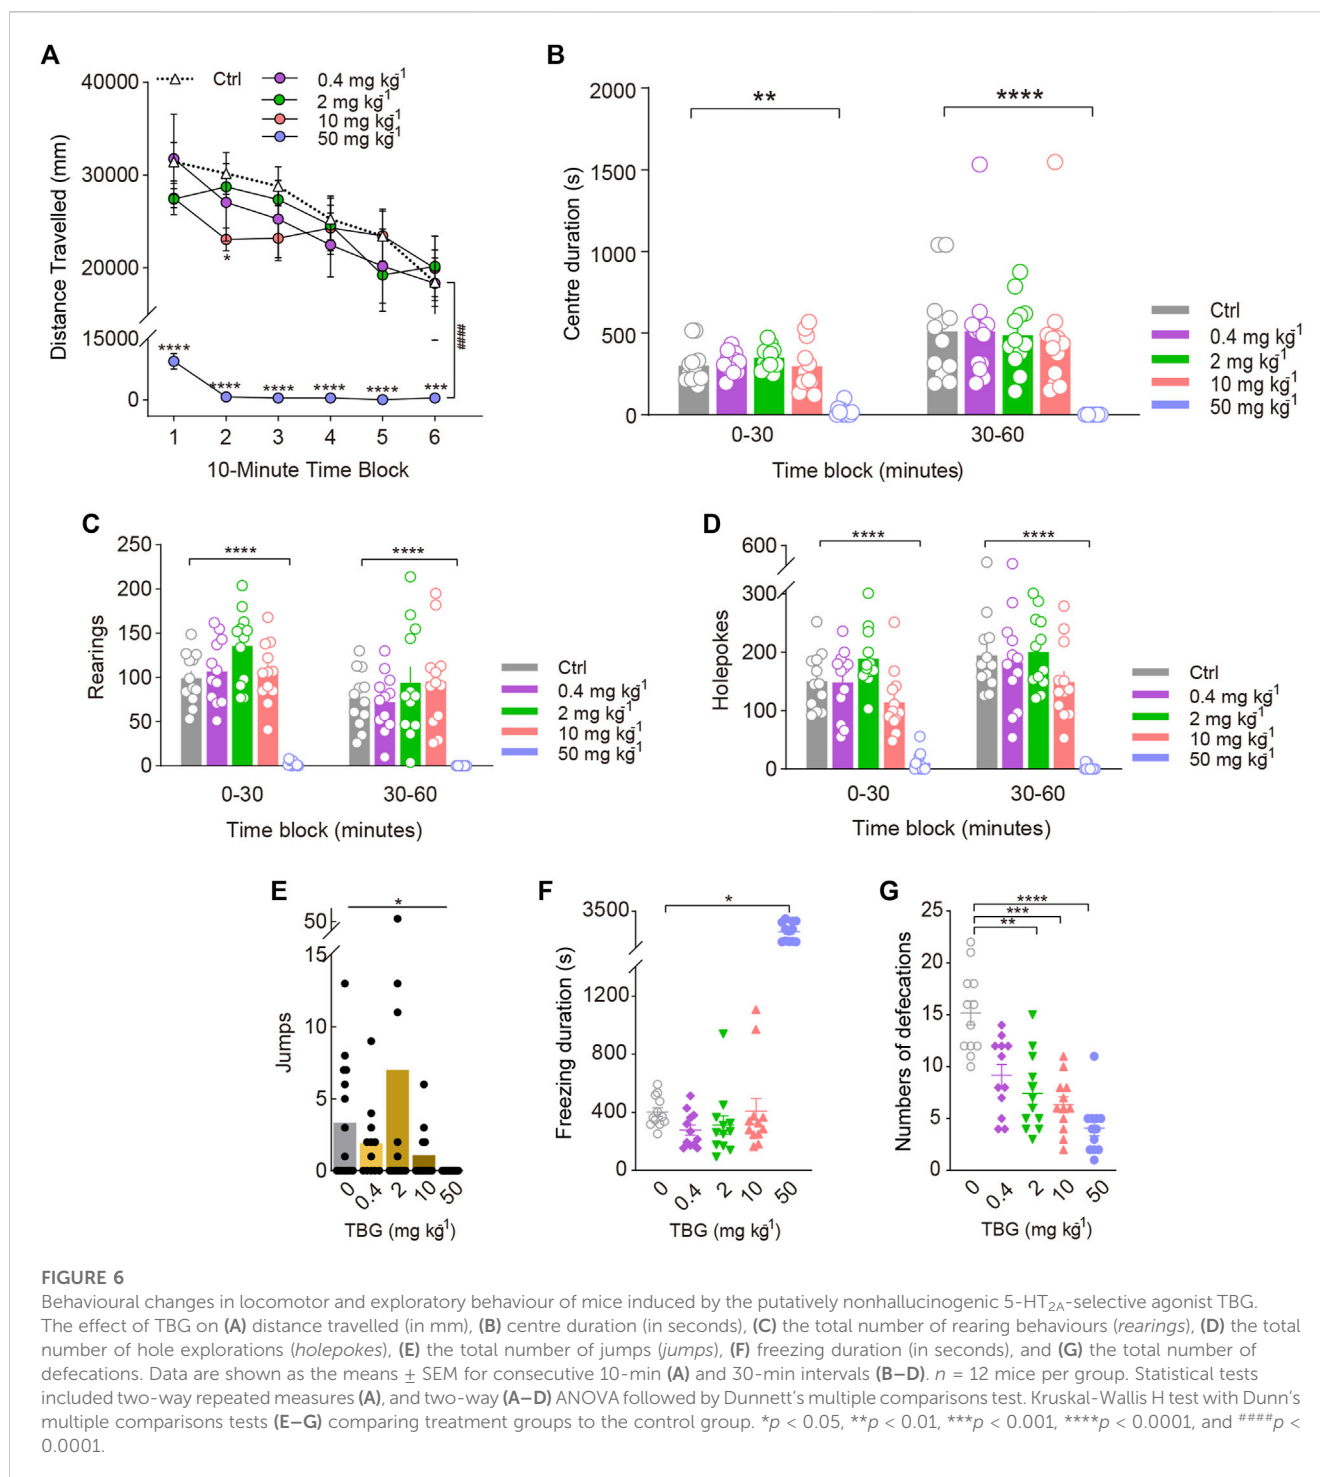 A
Ctrl
0.4 mg kg-1
2 mg kg-1
10 mg kg-1
50 mg kg-1
Distance Travelled (mm)
40000
30000
20000
15000
0
*
####
****
****
****
****
****
***
1 2 3 4 5 6
10-Minute Time Block
B
Centre duration (s)
2000
1500
1000
500
0
**
****
0-30 30-60
Time block (minutes)
Ctrl
0.4 mg kg-1
2 mg kg-1
10 mg kg-1
50 mg kg-1
C
Rearings
250
200
150
100
50
0
****
****
0-30 30-60
Time block (minutes)
Ctrl
0.4 mg kg-1
2 mg kg-1
10 mg kg-1
50 mg kg-1
D
Holepokes
600
300
200
100
0
****
****
0-30 30-60
Time block (minutes)
Ctrl
0.4 mg kg-1
2 mg kg-1
10 mg kg-1
50 mg kg-1
E
Jumps
50
15
10
5
0
*
0 0.4 2 10 50
TBG (mg kg-1)
F
Freezing duration (s)
3500
1200
800
400
0
*
0 0.4 2 10 50
TBG (mg kg-1)
G
Numbers of defecations
25
20
15
10
5
0
****
***
**
0 0.4 2 10 50
TBG (mg kg-1)
FIGURE 6
Behavioural changes in locomotor and exploratory behaviour of mice induced by the putatively nonhallucinogenic 5-HT2A-selective agonist TBG.
The effect of TBG on (A) distance travelled (in mm), (B) centre duration (in seconds), (C) the total number of rearing behaviours (rearings), (D) the total
number of hole explorations (holepokes), (E) the total number of jumps (jumps), (F) freezing duration (in seconds), and (G) the total number of
defecations. Data are shown as the means ± SEM for consecutive 10-min (A) and 30-min intervals (B–D). n = 12 mice per group. Statistical tests
included two-way repeated measures (A), and two-way (A–D) ANOVA followed by Dunnett's multiple comparisons test. Kruskal-Wallis H test with Dunn's
multiple comparisons tests (E–G) comparing treatment groups to the control group. *p < 0.05, **p < 0.01, ***p < 0.001, ****p < 0.0001, and ####p <
0.0001.